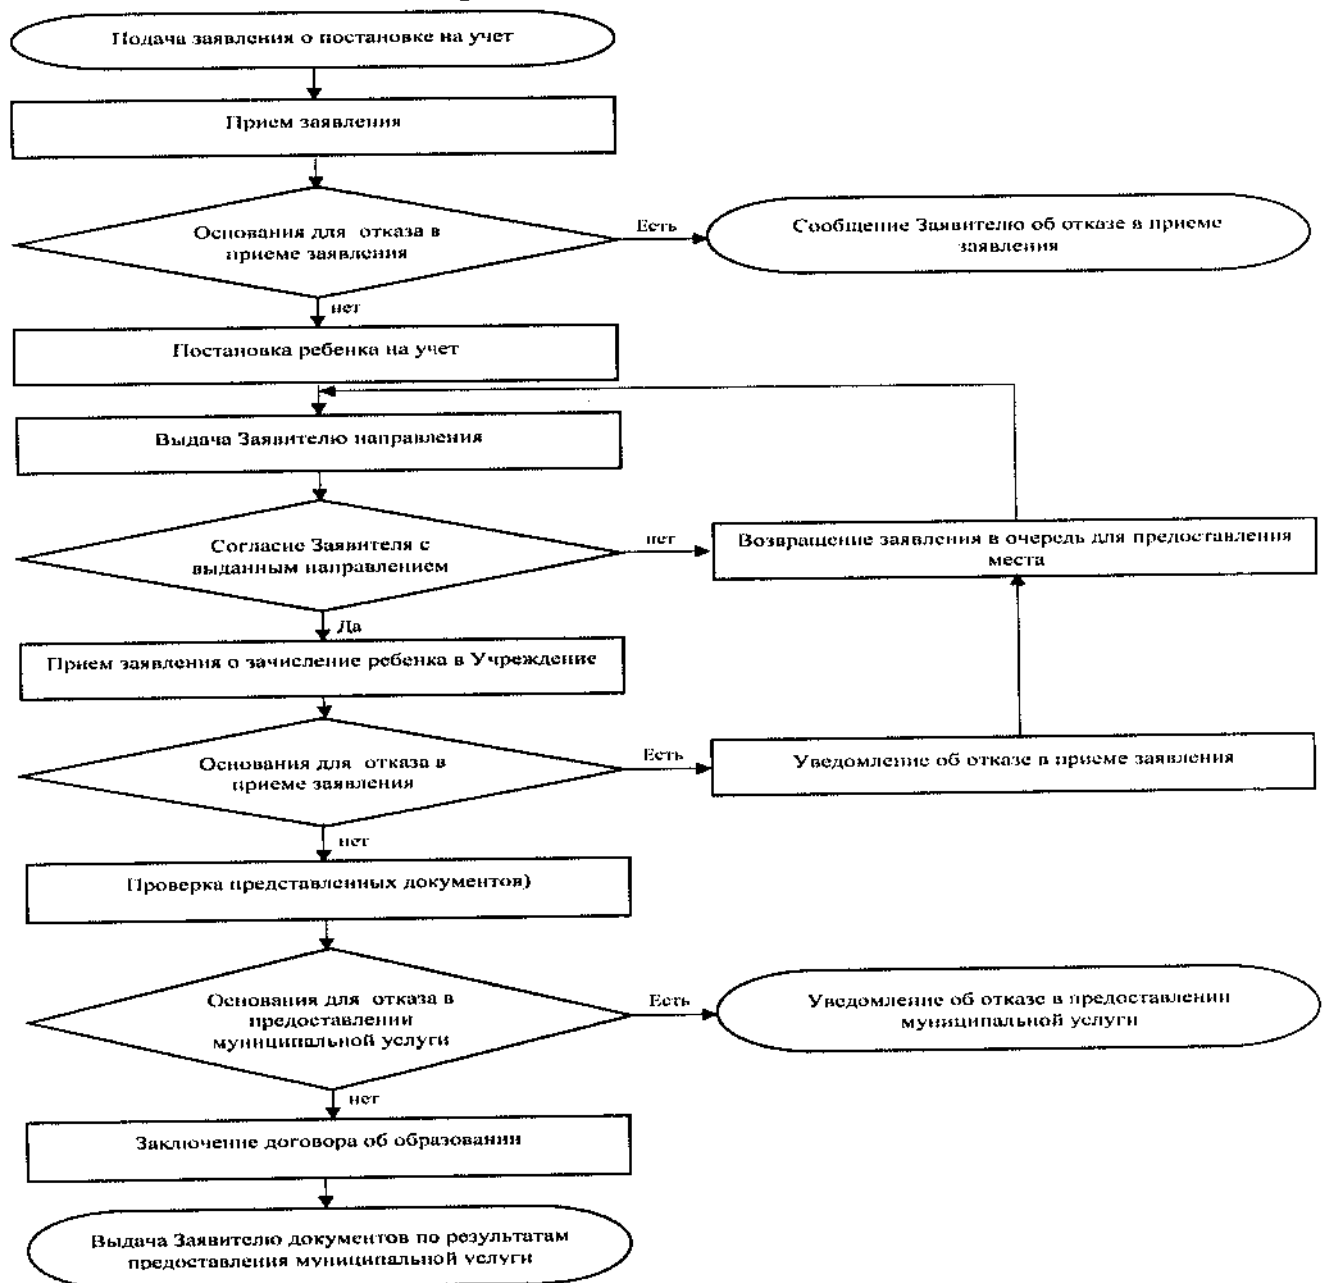 Подача заявления о постановке на учет
Прием заявления
Основания для отказа в
приеме заявления
Есть
Сообщение Заявителю об отказе в приеме
заявления
нет
Постановка ребенка на учет
Выдача Заявителю направления
Согласие Заявителя с
выданным направлением
нет
Возвращение заявления в очередь для предоставления
места
Да
Прием заявления о зачисление ребенка в Учреждение
Основания для отказа в
приеме заявления
Есть
Уведомление об отказе в приеме заявления
нет
Проверка представленных документов)
Основания для отказа в
предоставлении
муниципальной услуги
Есть
Уведомление об отказе в предоставлении
муниципальной услуги
нет
Заключение договора об образовании
Выдача Заявителю документов по результатам
предоставления муниципальной услуги